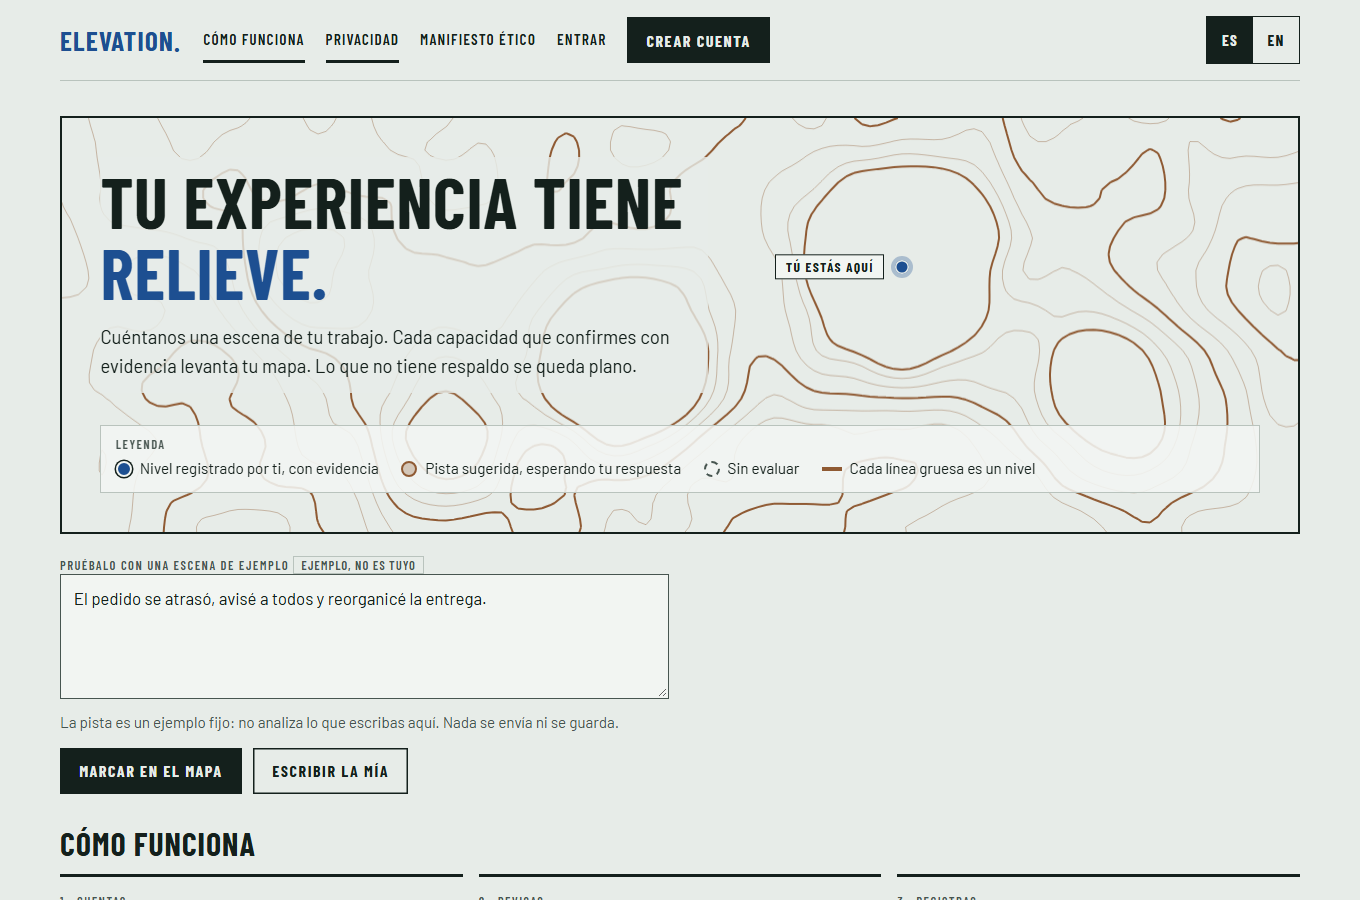 ELEVATION. CÓMO FUNCIONA PRIVACIDAD MANIFIESTO ÉTICO ENTRAR CREAR CUENTA ES EN
TU EXPERIENCIA TIENE
RELIEVE.
TÚ ESTÁS AQUÍ
Cuéntanos una escena de tu trabajo. Cada capacidad que confirmes con
evidencia levanta tu mapa. Lo que no tiene respaldo se queda plano.
LEYENDA
Nivel registrado por ti, con evidencia Pista sugerida, esperando tu respuesta Sin evaluar Cada línea gruesa es un nivel
PRUÉBALO CON UNA ESCENA DE EJEMPLO EJEMPLO, NO ES TUYO
El pedido se atrasó, avisé a todos y reorganicé la entrega.
La pista es un ejemplo fijo: no analiza lo que escribas aquí. Nada se envía ni se guarda.
MARCAR EN EL MAPA ESCRIBIR LA MÍA
CÓMO FUNCIONA